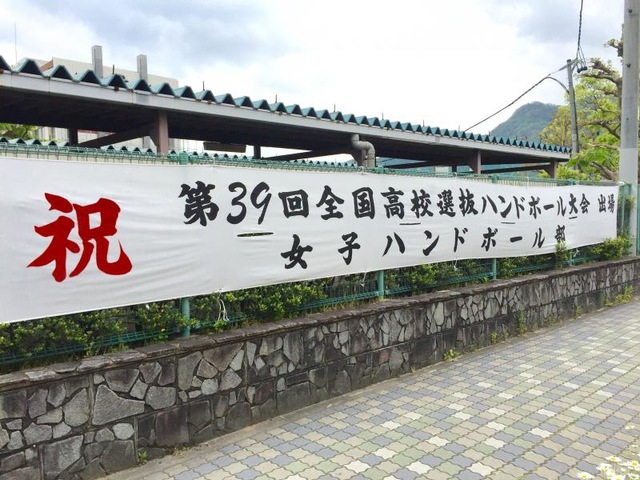 祝
第39回全国高校選抜ハンドボール大会 出場
女子ハンドボール部